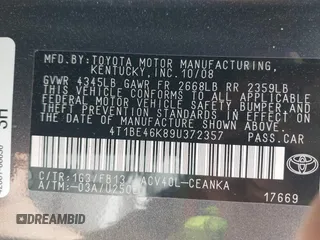 MFD.BY: TOYOTA MOTOR MANUFACTURING,
KENTUCKY, INC. 10/08
GVWR 4345LB GAWR FR 2668LB RR 2359LB
THIS VEHICLE CONFORMS TO ALL APPLICABLE
FEDERAL MOTOR VEHICLE SAFETY, BUMPER, AND
THEFT PREVENTION STANDARDS IN EFFECT ON
THE DATE OF MANUFACTURE SHOWN ABOVE.
4T1BE46K89U372357 PASS.CAR
C/TR: 1G3/FB13 ACV40L-CEANKA
A/TM: -03A/U250E
TOYOTA
17669
DREAMBID